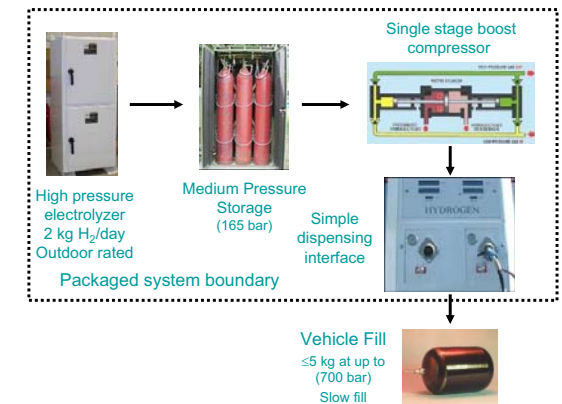 Single stage boost
compressor
High pressure
electrolyzer
2 kg H₂/day
Outdoor rated
Medium Pressure
Storage
(165 bar)
Simple
dispensing
interface
HYDROGEN
Packaged system boundary
Vehicle Fill
≤5 kg at up to
(700 bar)
Slow fill